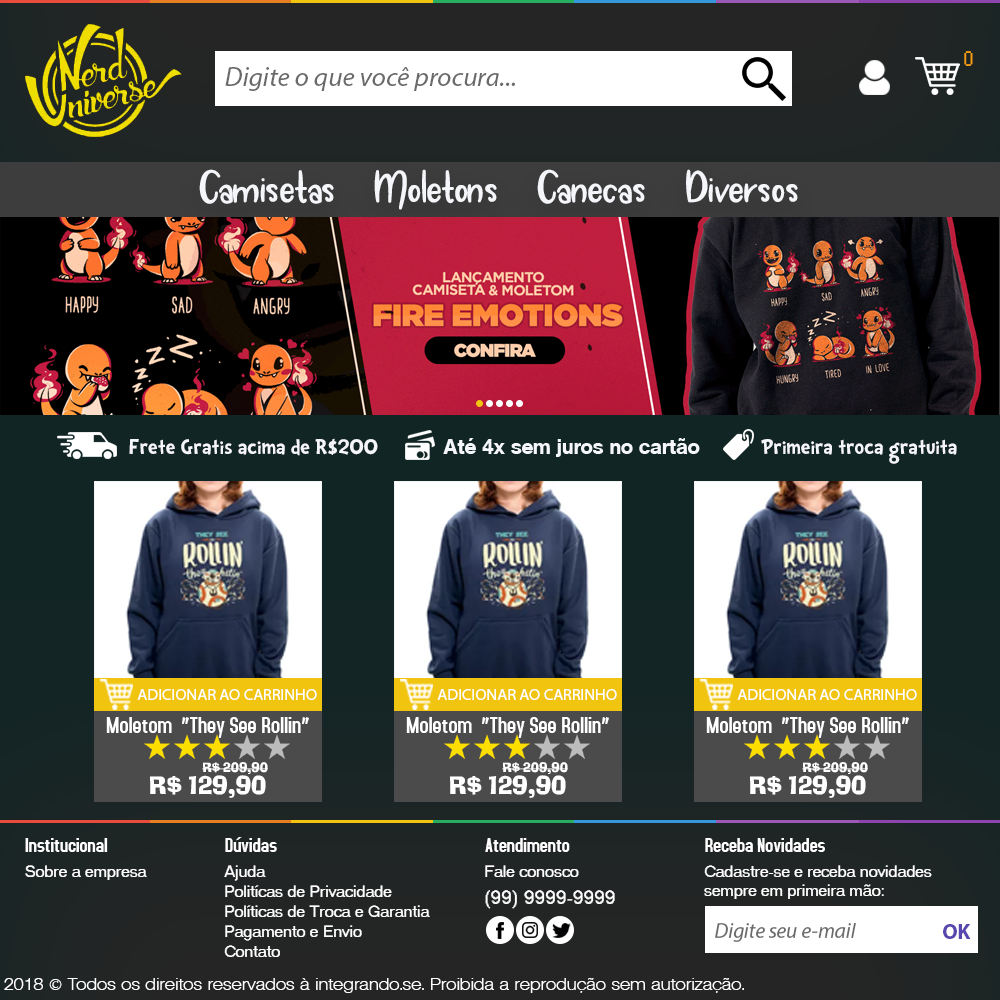 Nerd
Universe
Digite o que você procura...
0
Camisetas Moletons Canecas Diversos
HAPPY SAD ANGRY
LANÇAMENTO
CAMISETA & MOLETOM
FIRE EMOTIONS
CONFIRA
HAPPY SAD ANGRY
HUNGRY TIRED IN LOVE
Frete Gratis acima de R$200 Até 4x sem juros no cartão Primeira troca gratuita
THEY SEE THEY SEE THEY SEE
ROLLIN' ROLLIN' ROLLIN'
ADICIONAR AO CARRINHO ADICIONAR AO CARRINHO ADICIONAR AO CARRINHO
Moletom "They See Rollin" Moletom "They See Rollin" Moletom "They See Rollin"
R$ 209,90 R$ 209,90 R$ 209,90
R$ 129,90 R$ 129,90 R$ 129,90
Institucional
Sobre a empresa
Dúvidas
Ajuda
Politícas de Privacidade
Políticas de Troca e Garantia
Pagamento e Envio
Contato
Atendimento
Fale conosco
(99) 9999-9999
Receba Novidades
Cadastre-se e receba novidades
sempre em primeira mão:
Digite seu e-mail OK
2018 © Todos os direitos reservados à integrando.se. Proibida a reprodução sem autorização.